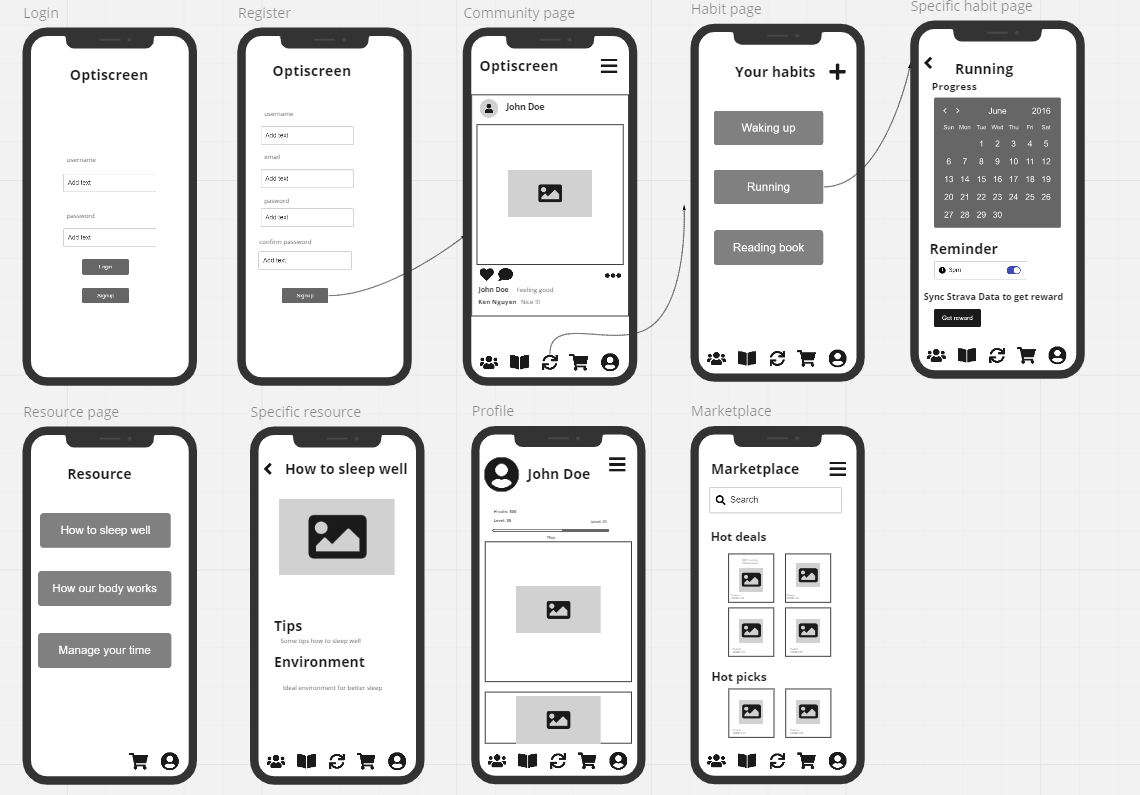 Login
Register
Community page
Habit page
Specific habit page
Optiscreen
username
Add text
password
Add text
Login
Signup
Optiscreen
username
Add text
email
Add text
pasword
Add text
confirm password
Add text
Signup
Optiscreen
John Doe
John Doe Feeling good
Ken Nguyen Nice !!!
Your habits
Waking up
Running
Reading book
Running
Progress
June 2016
Sun Mon Tue Wed Thu Fri Sat
1 2 3 4 5
6 7 8 9 10 11 12
13 14 15 16 17 18 19
20 21 22 23 24 25 26
27 28 29 30
Reminder
3pm
Sync Strava Data to get reward
Get reward
Resource page
Specific resource
Profile
Marketplace
Resource
How to sleep well
How our body works
Manage your time
How to sleep well
Tips
Some tips how to sleep well
Environment
Ideal environment for better sleep
John Doe
Marketplace
Search
Hot deals
Hot picks